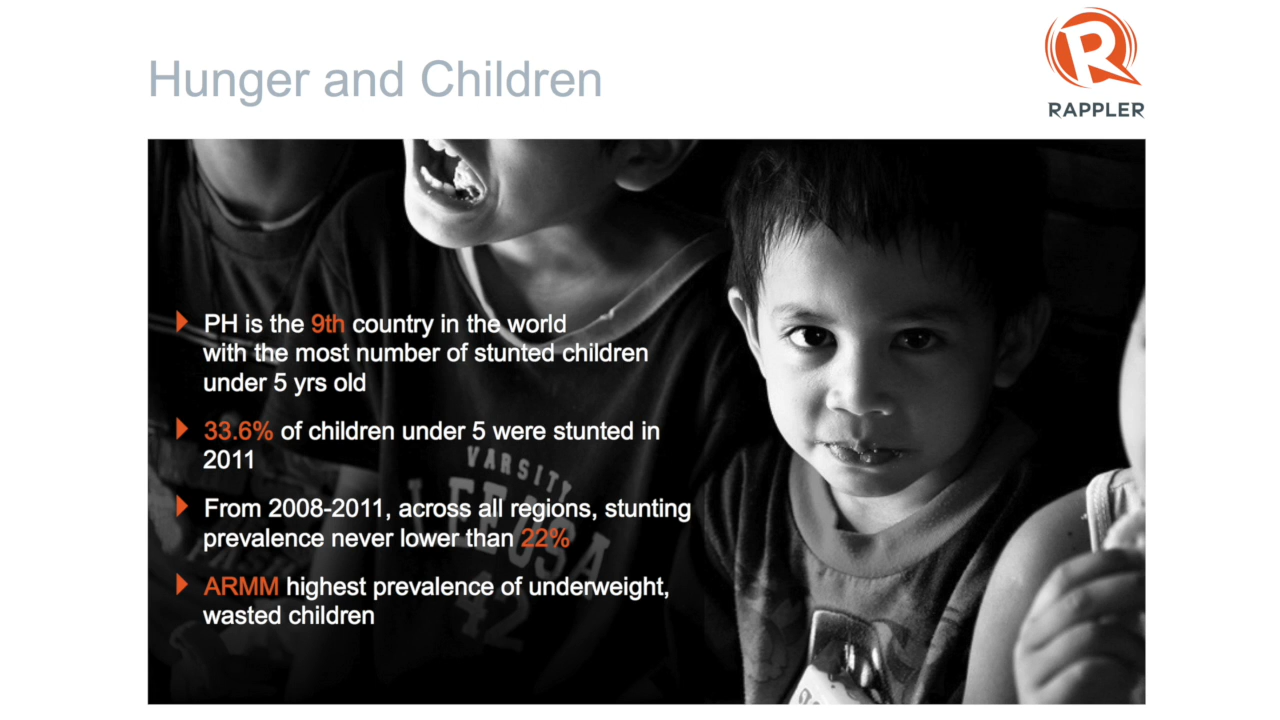 Hunger and Children
RAPPLER
PH is the 9th country in the world
with the most number of stunted children
under 5 yrs old
33.6% of children under 5 were stunted in
2011
From 2008-2011, across all regions, stunting
prevalence never lower than 22%
ARMM highest prevalence of underweight,
wasted children
VARSITY
42